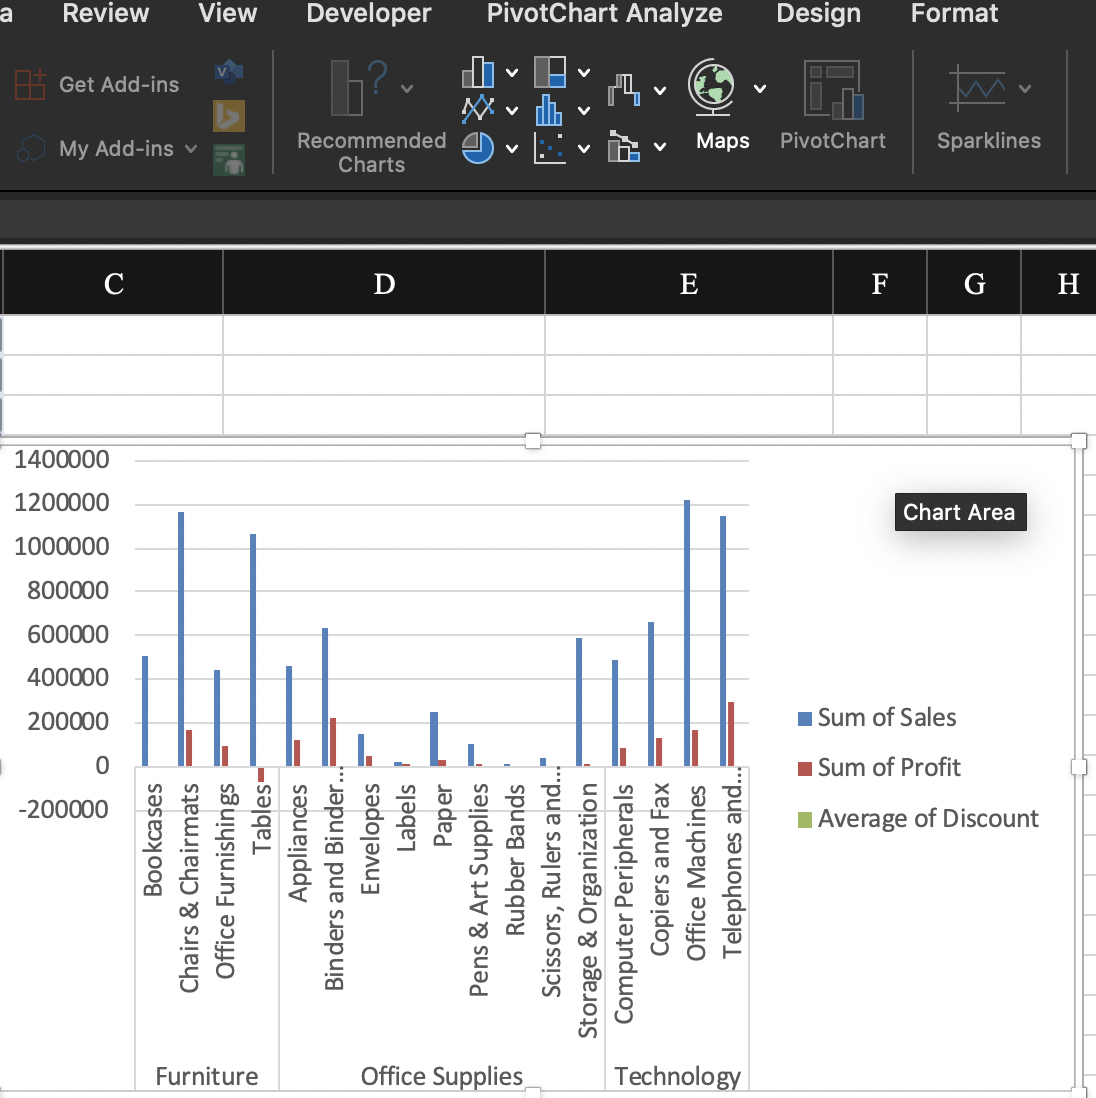 a Review View Developer PivotChart Analyze Design Format
Get Add-ins
My Add-ins
Recommended
Charts
Maps
PivotChart
Sparklines
C D E F G H
Chart Area
1400000
1200000
1000000
800000
600000
400000
200000
0
-200000
Sum of Sales
Sum of Profit
Average of Discount
Bookcases
Chairs & Chairmats
Office Furnishings
Tables
Appliances
Binders and Binder...
Envelopes
Labels
Paper
Pens & Art Supplies
Rubber Bands
Scissors, Rulers and...
Storage & Organization
Computer Peripherals
Copiers and Fax
Office Machines
Telephones and...
Furniture Office Supplies Technology